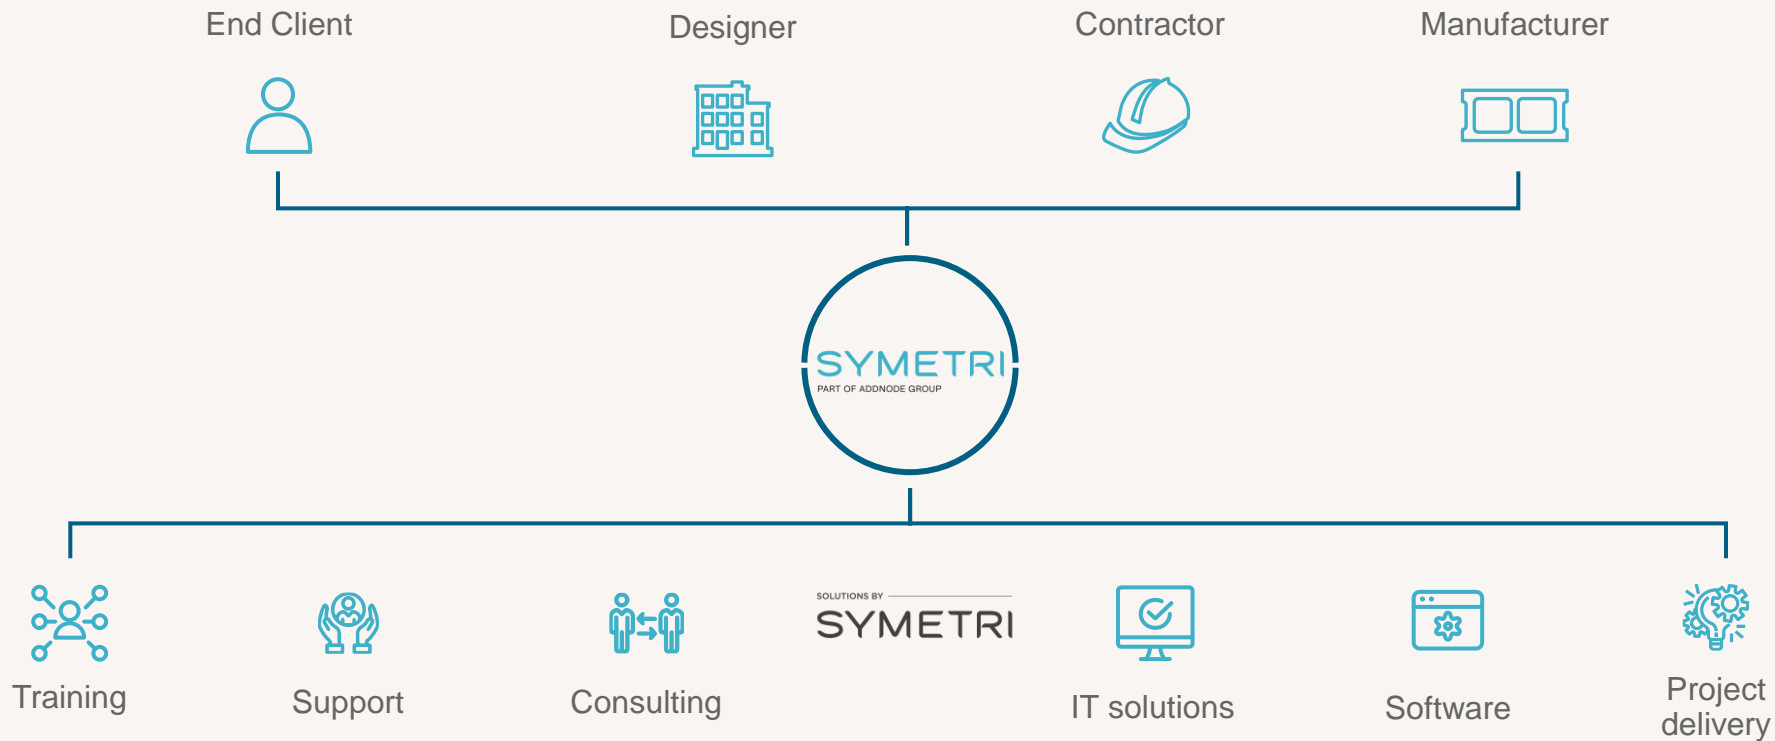 End Client
Designer
Contractor
Manufacturer
SYMETRI
PART OF ADDNODE GROUP
SOLUTIONS BY
SYMETRI
Training
Support
Consulting
IT solutions
Software
Project
delivery